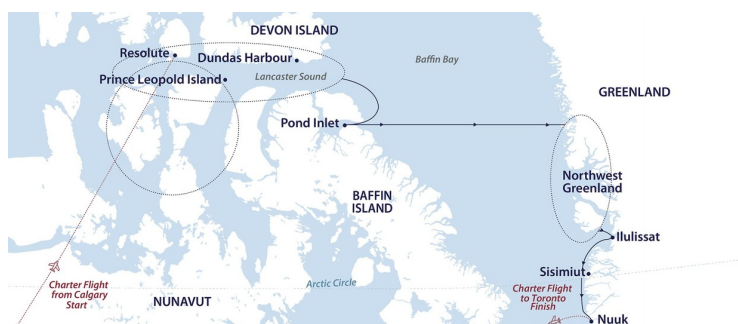 DEVON ISLAND
Resolute
Dundas Harbour
Baffin Bay
Prince Leopold Island
Lancaster Sound
GREENLAND
Pond Inlet
Northwest
Greenland
BAFFIN
ISLAND
Ilulissat
Sisimiut
Arctic Circle
Charter Flight
from Calgary
Start
Charter Flight
to Toronto
Finish
NUNAVUT
Nuuk